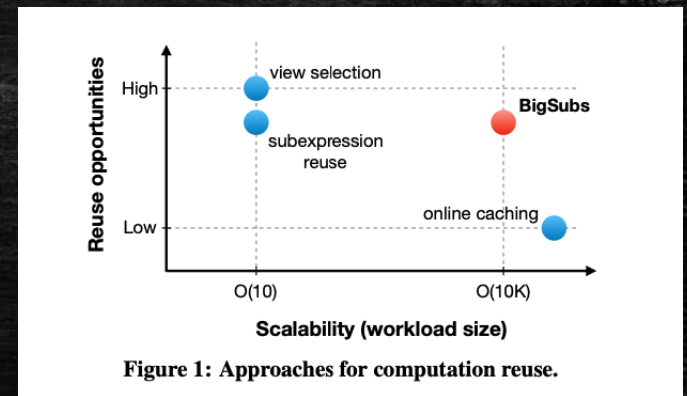 Reuse opportunities
High
view selection
BigSubs
subexpression
reuse
online caching
Low
O(10)
O(10K)
Scalability (workload size)
Figure 1: Approaches for computation reuse.